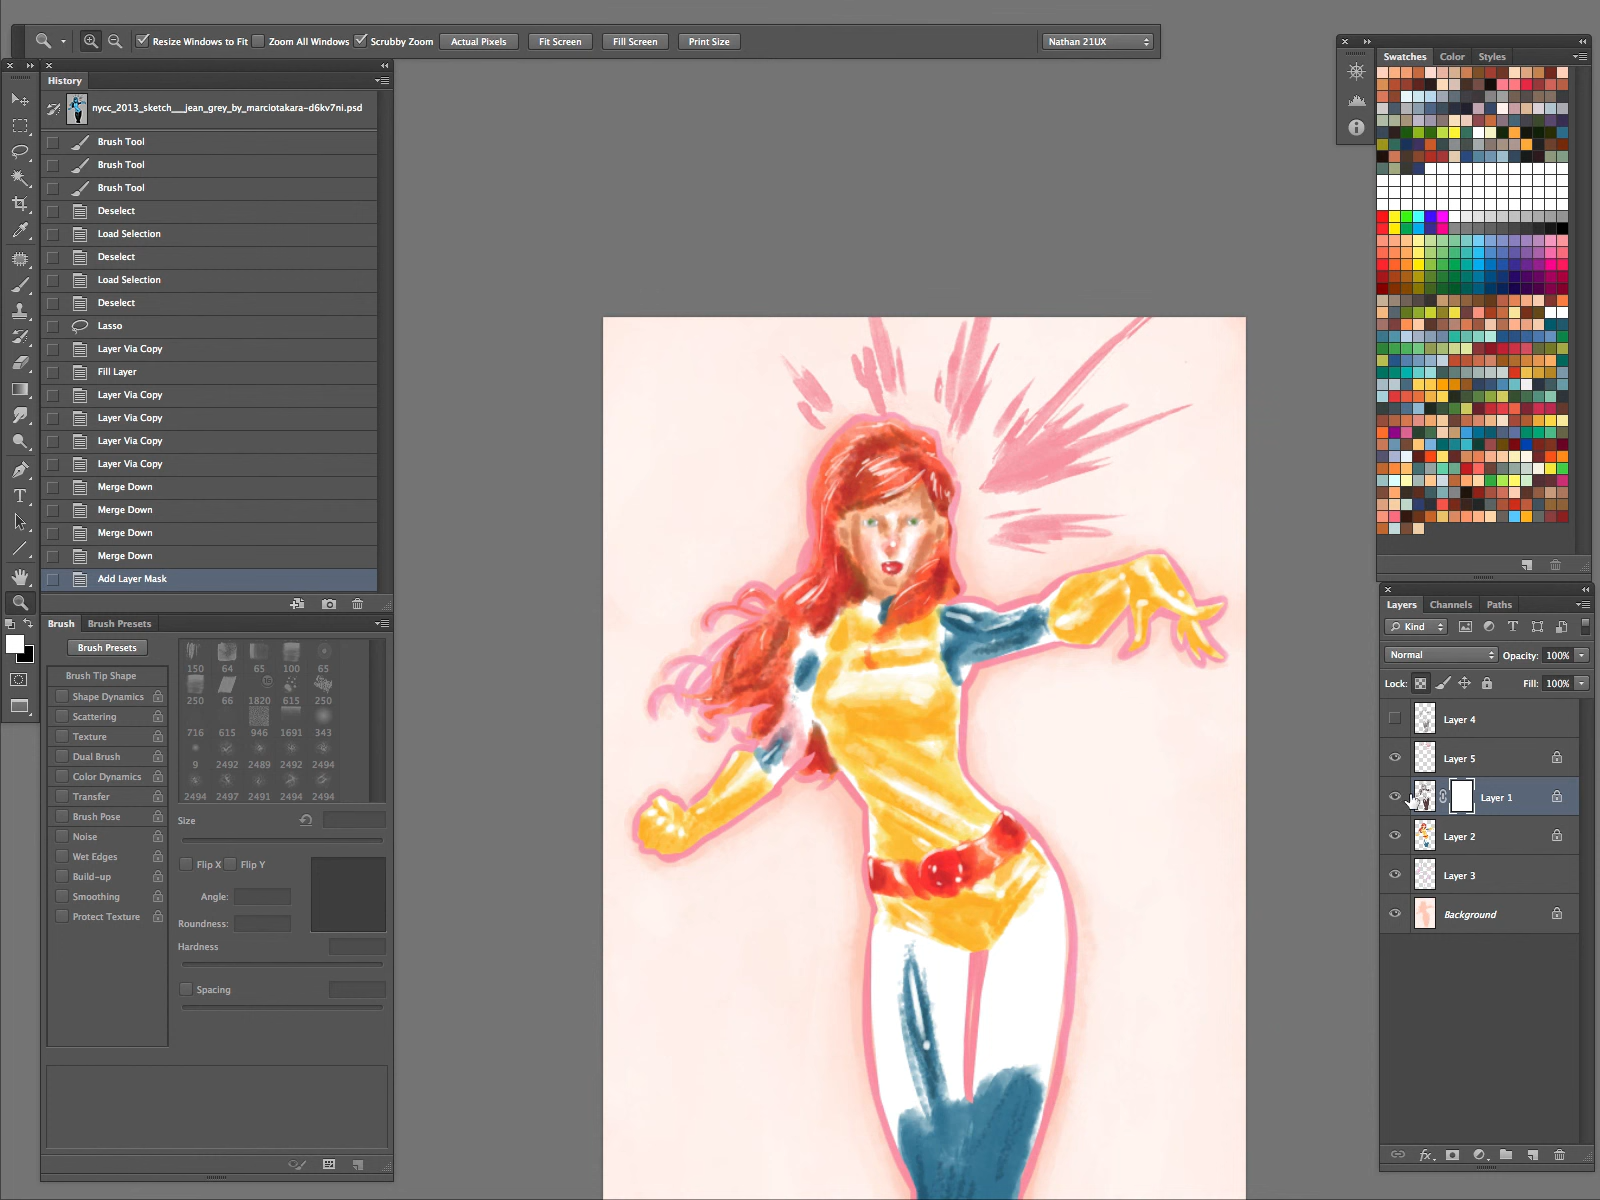 Resize Windows to Fit Zoom All Windows Scrubby Zoom Actual Pixels Fit Screen Fill Screen Print Size Nathan 21UX
History
nycc_2013_sketch___jean_grey_by_marciotakara-d6kv7ni.psd
Brush Tool
Brush Tool
Brush Tool
Deselect
Load Selection
Deselect
Load Selection
Deselect
Lasso
Layer Via Copy
Fill Layer
Layer Via Copy
Layer Via Copy
Layer Via Copy
Layer Via Copy
Merge Down
Merge Down
Merge Down
Merge Down
Add Layer Mask
Brush Brush Presets
Brush Presets
Brush Tip Shape
Shape Dynamics
Scattering
Texture
Dual Brush
Color Dynamics
Transfer
Brush Pose
Noise
Wet Edges
Build-up
Smoothing
Protect Texture
150 64 65 100 65
250 66 1820 615 250
716 615 946 1691 343
9 2492 2489 2492 2494
2494 2497 2491 2494 2494
Size
Flip X Flip Y
Angle:
Roundness:
Hardness
Spacing
Swatches Color Styles
Layers Channels Paths
Kind
Normal Opacity: 100%
Lock: Fill: 100%
Layer 4
Layer 5
Layer 1
Layer 2
Layer 3
Background
fx